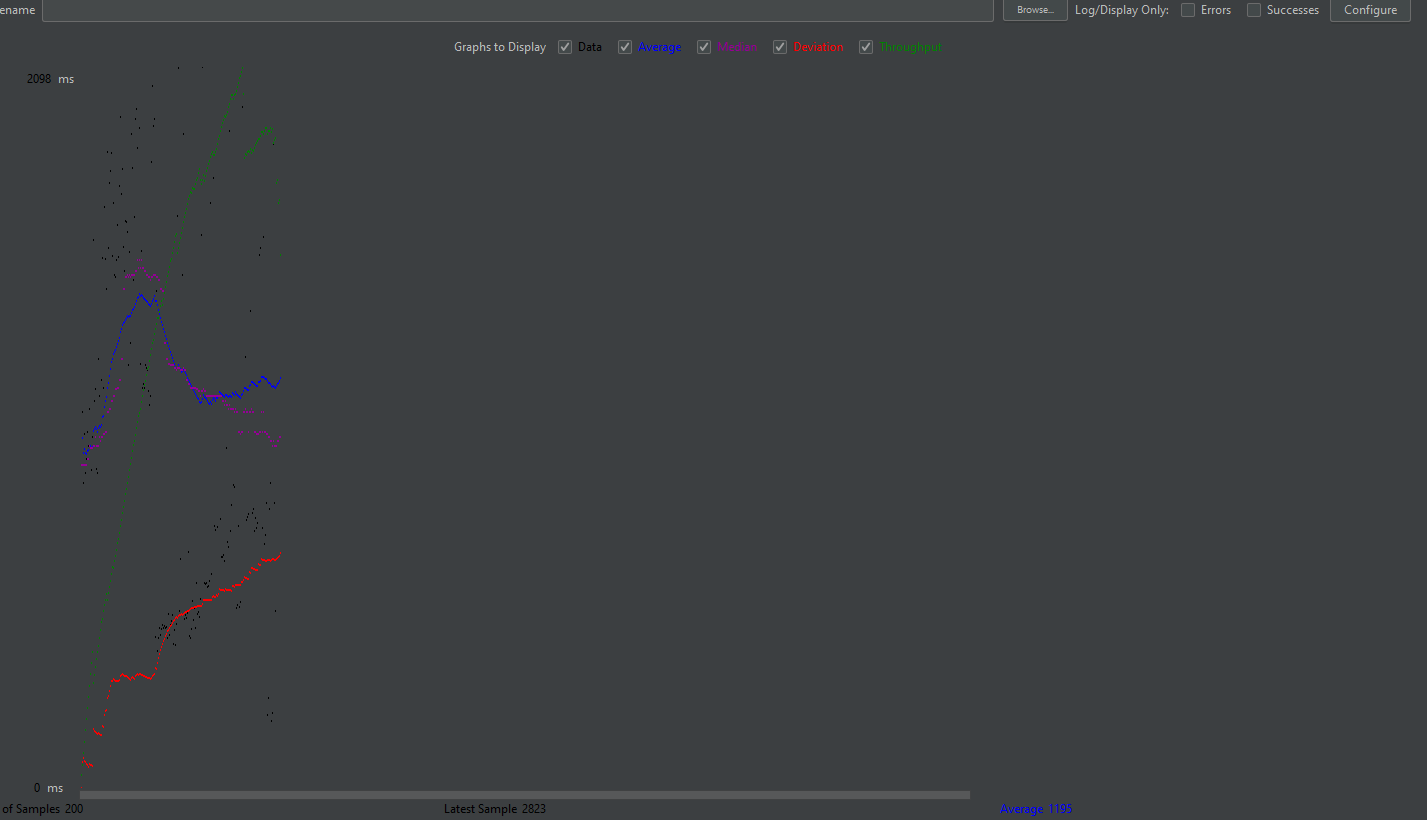 ename Browse... Log/Display Only: Errors Successes Configure
Graphs to Display Data Average Median Deviation Throughput
2098 ms
0 ms
of Samples 200 Latest Sample 2823 Average 1195